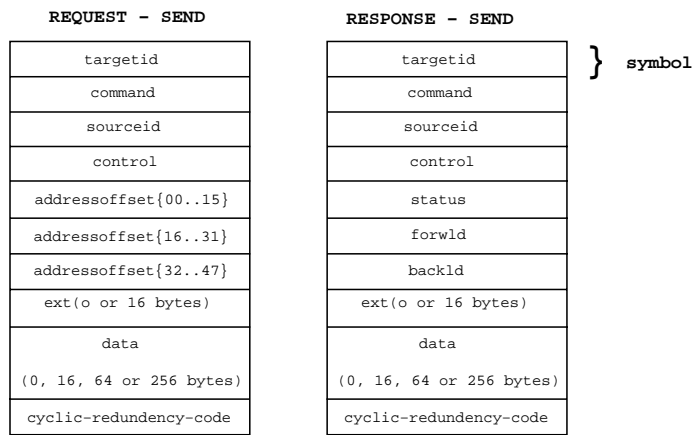 REQUEST - SEND
targetid
command
sourceid
control
addressoffset{00..15}
addressoffset{16..31}
addressoffset{32..47}
ext(o or 16 bytes)
data
(0, 16, 64 or 256 bytes)
cyclic-redundency-code
RESPONSE - SEND
targetid
command
sourceid
control
status
forwld
backld
ext(o or 16 bytes)
data
(0, 16, 64 or 256 bytes)
cyclic-redundency-code
} symbol